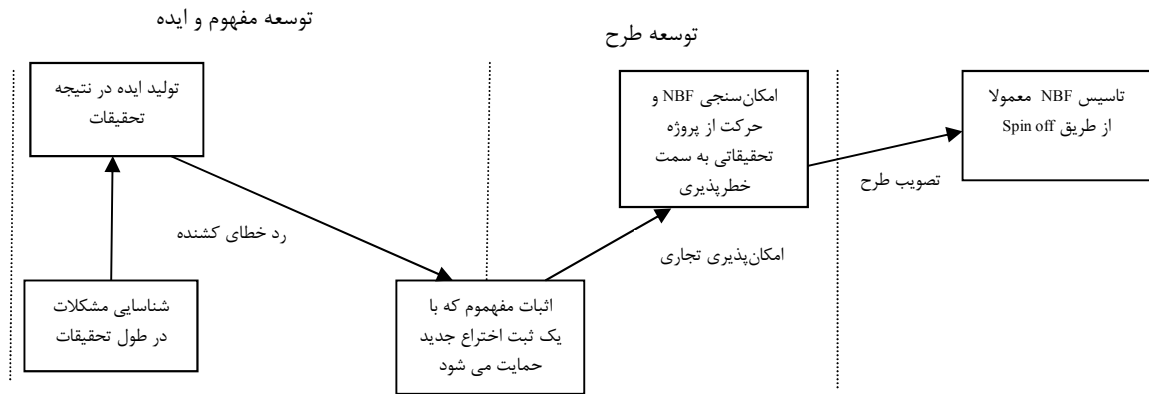 توسعه مفهوم و ایده
توسعه طرح
تولید ایده در نتیجه
تحقیقات
رد خطای کشنده
شناسایی مشکلات
در طول تحقیقات
اثبات مفهموم که با
یک ثبت اختراع جدید
حمایت می شود
امکان‌پذیری تجاری
امکان‌سنجی NBF و
حرکت از پروژه
تحقیقاتی به سمت
خطرپذیری
تصویب طرح
تاسیس NBF معمولا
از طریق Spin off